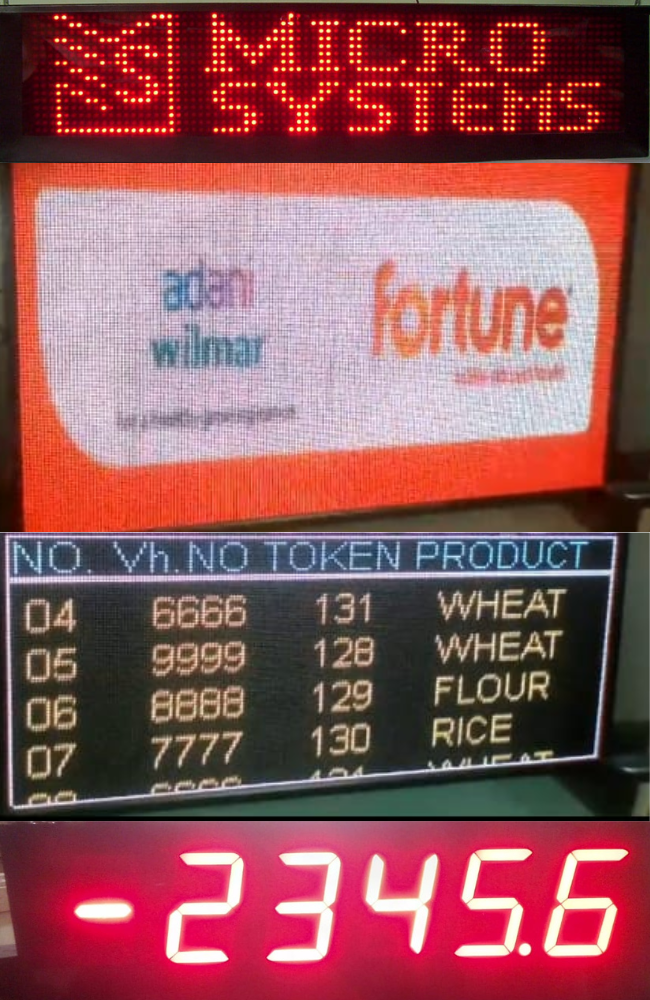 MICRO
SYSTEMS
adani
wilmar
fortune
NO. Vh.NO TOKEN PRODUCT
04 6666 131 WHEAT
05 9999 128 WHEAT
06 8888 129 FLOUR
07 7777 130 RICE
-2345.6